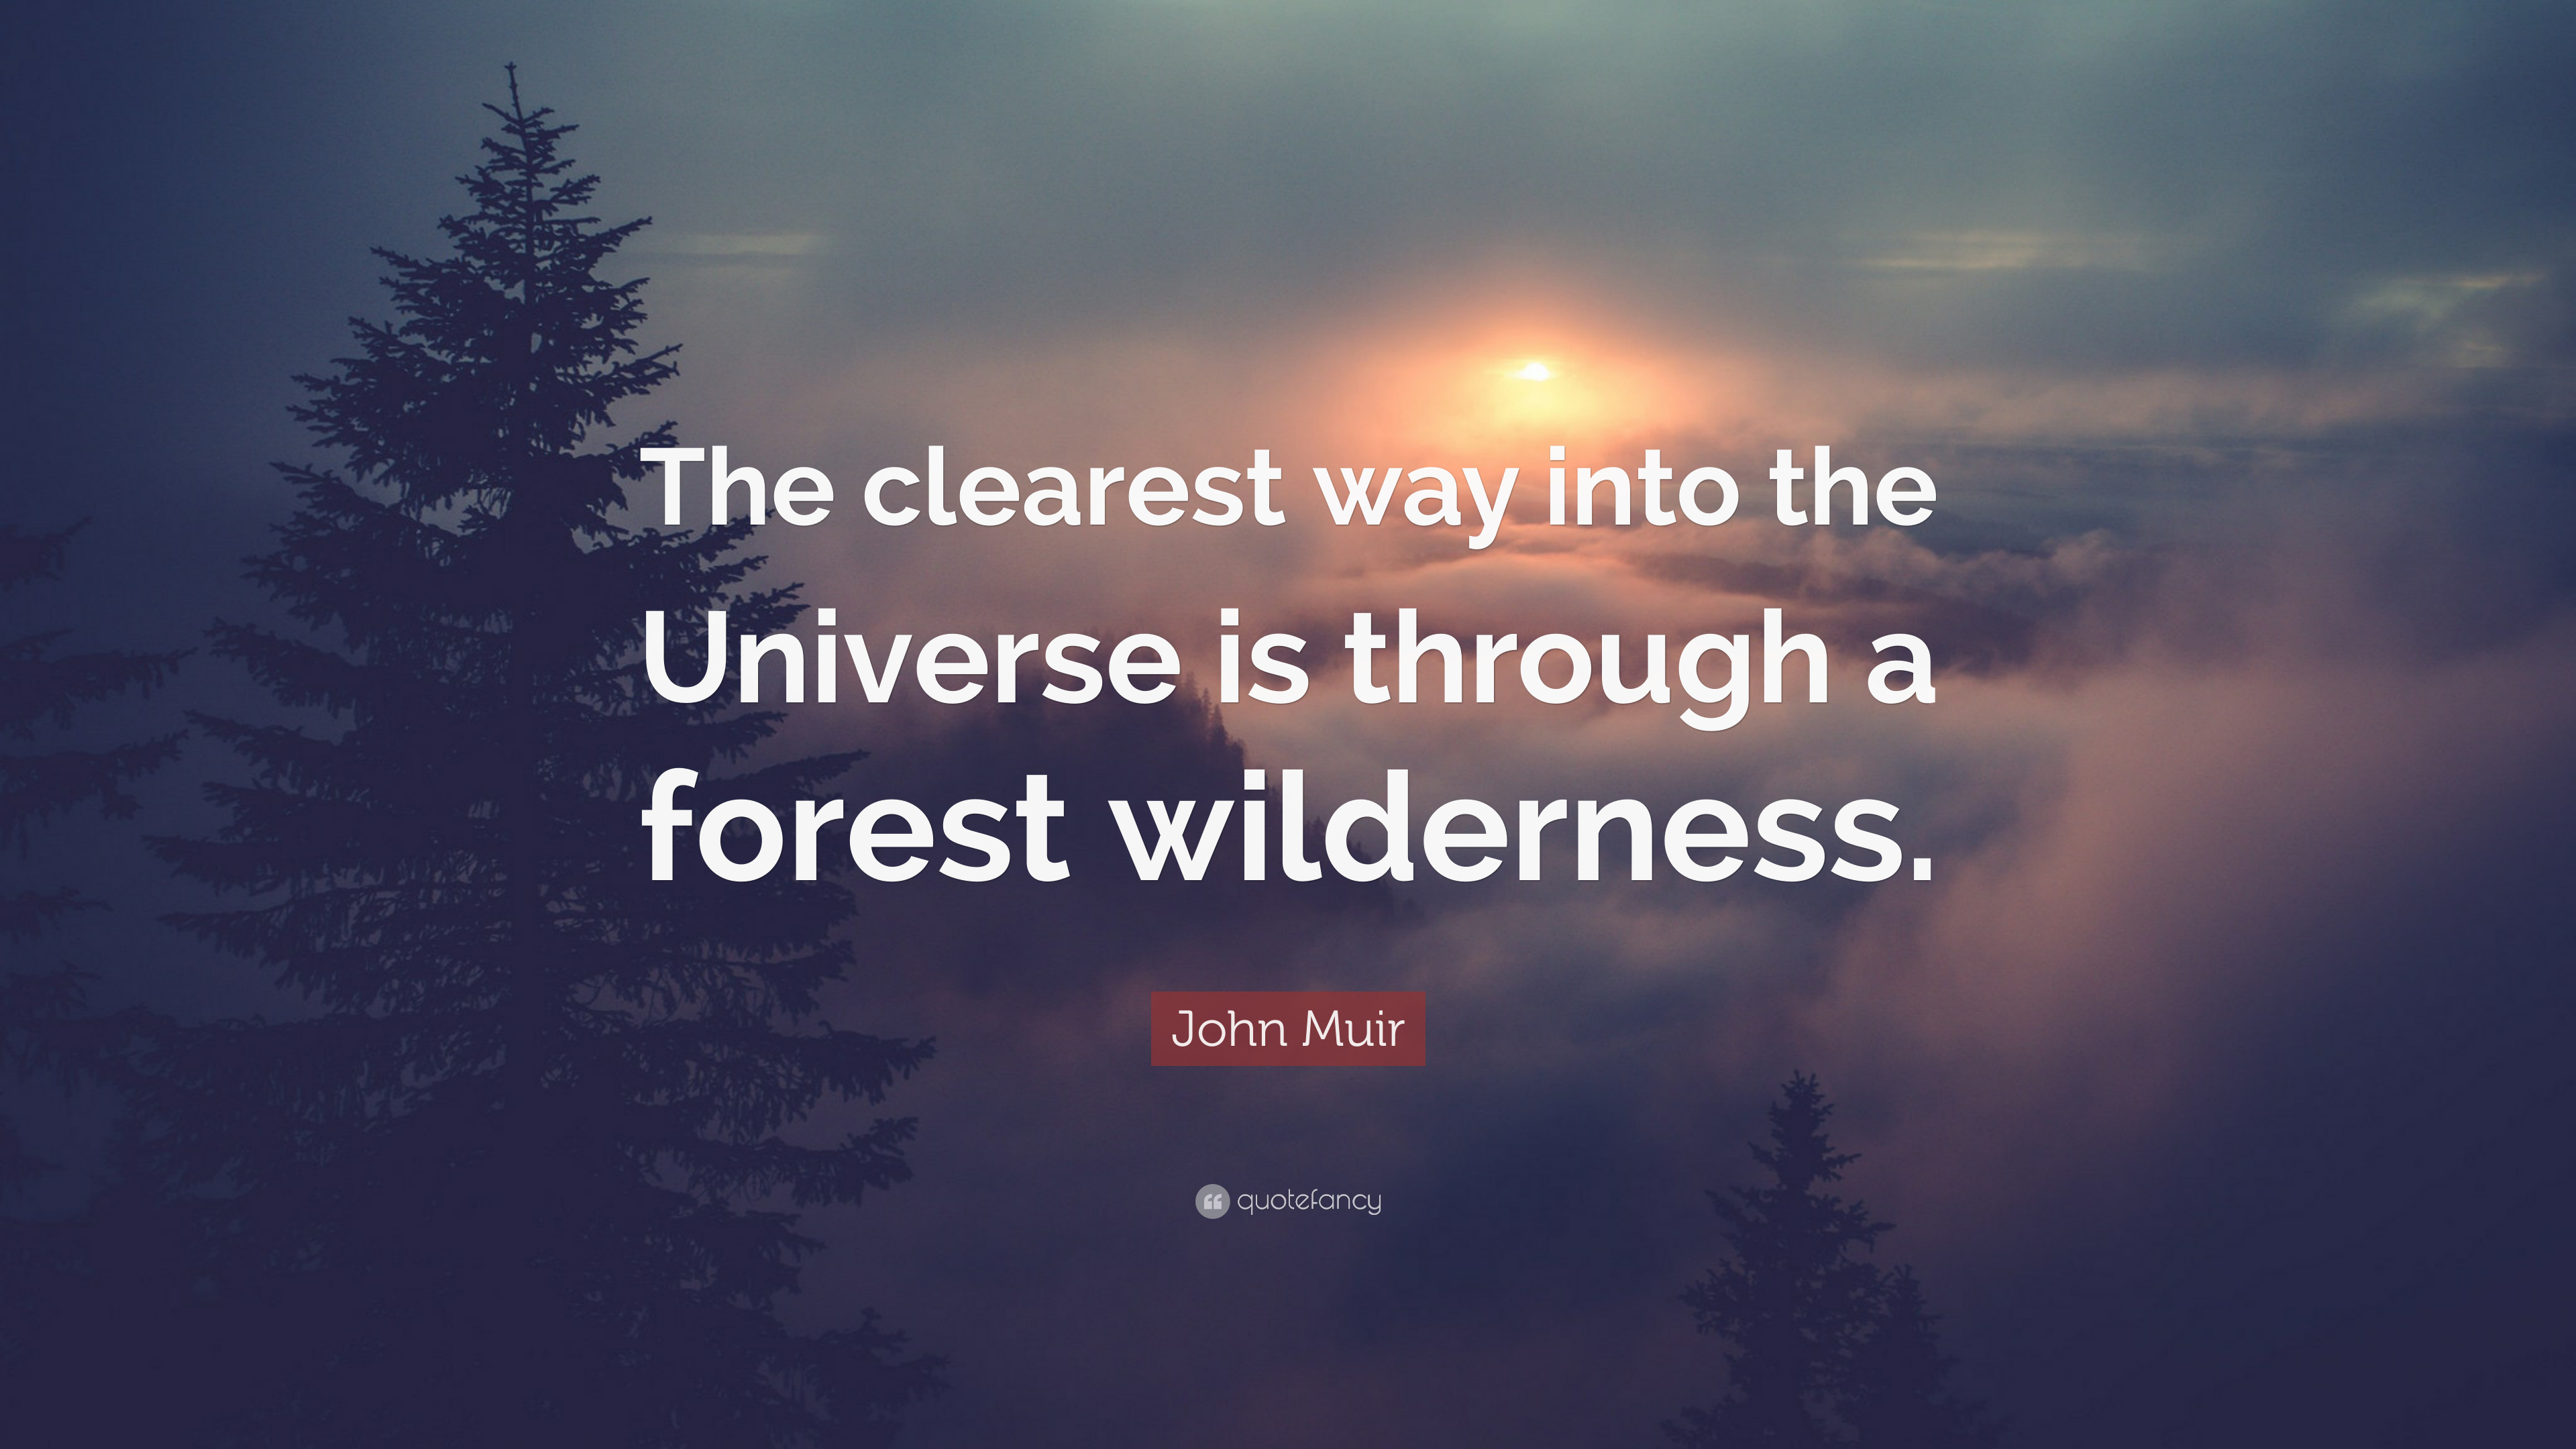 The clearest way into the
Universe is through a
forest wilderness.
John Muir
quotefancy